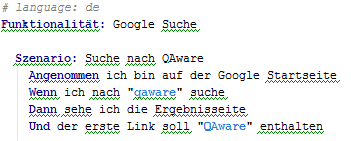 # language: de
Funktionalität: Google Suche
Szenario: Suche nach QAware
Angenommen ich bin auf der Google Startseite
Wenn ich nach "qaware" suche
Dann sehe ich die Ergebnisseite
Und der erste Link soll "QAware" enthalten